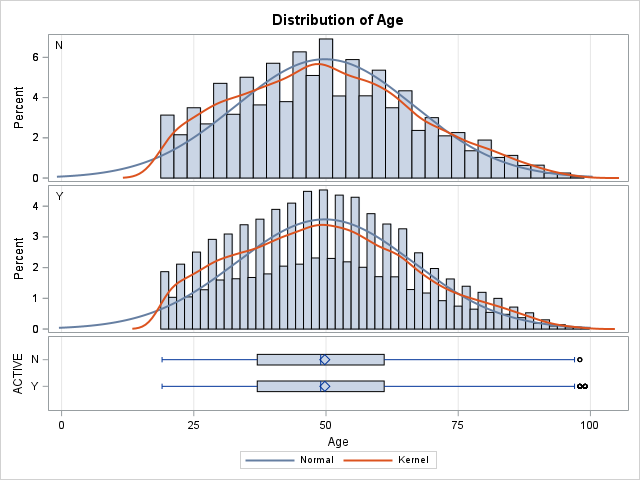 Distribution of Age
N
6
4
2
0
Percent
Y
4
3
2
1
0
Percent
ACTIVE
N
Y
0 25 50 75 100
Age
Normal Kernel